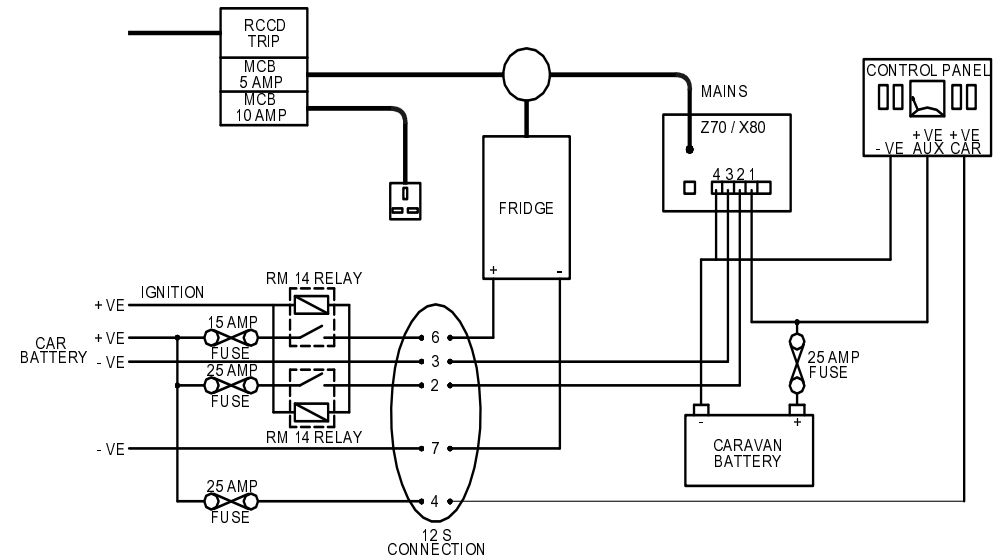 RCCD
TRIP
MCB
5 AMP
MCB
10 AMP
MAINS
Z70 / X80
4 3 2 1
CONTROL PANEL
+ VE + VE
- VE AUX CAR
FRIDGE
+ -
RM 14 RELAY
IGNITION
+ VE
15 AMP
FUSE
+ VE
CAR
BATTERY
- VE
25 AMP
FUSE
RM 14 RELAY
- VE
25 AMP
FUSE
6
3
2
7
4
12 S
CONNECTION
25 AMP
FUSE
- +
CARAVAN
BATTERY